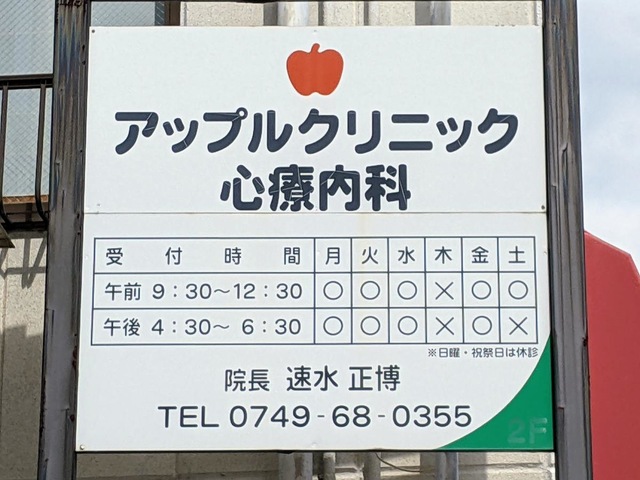 アップルクリニック
心療内科
受付時間 月 火 水 木 金 土
午前 9：30～12：30 ○ ○ ○ × ○ ○
午後 4：30～ 6：30 ○ ○ ○ × ○ ×
※日曜・祝祭日は休診
院長 速水 正博
TEL 0749-68-0355
2F